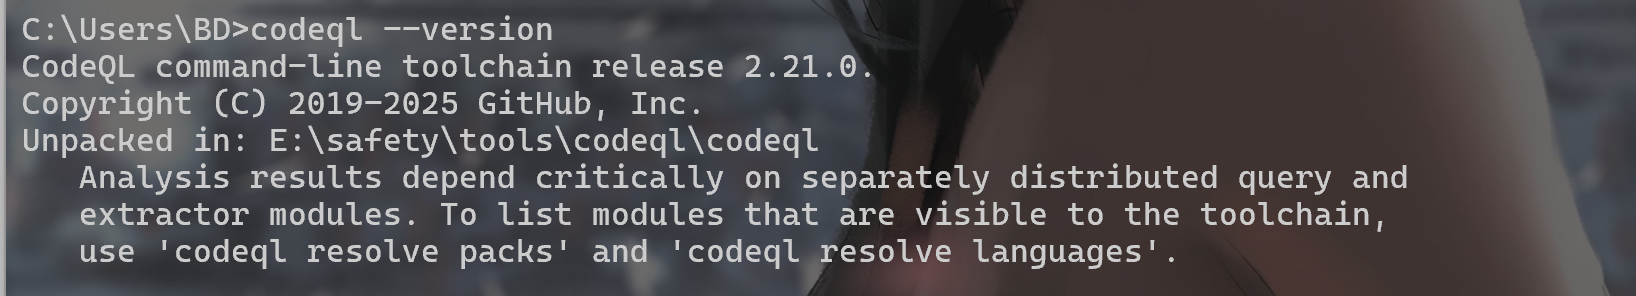 C:\Users\BD>codeql --version
CodeQL command-line toolchain release 2.21.0.
Copyright (C) 2019-2025 GitHub, Inc.
Unpacked in: E:\safety\tools\codeql\codeql
   Analysis results depend critically on separately distributed query and
   extractor modules. To list modules that are visible to the toolchain,
   use 'codeql resolve packs' and 'codeql resolve languages'.